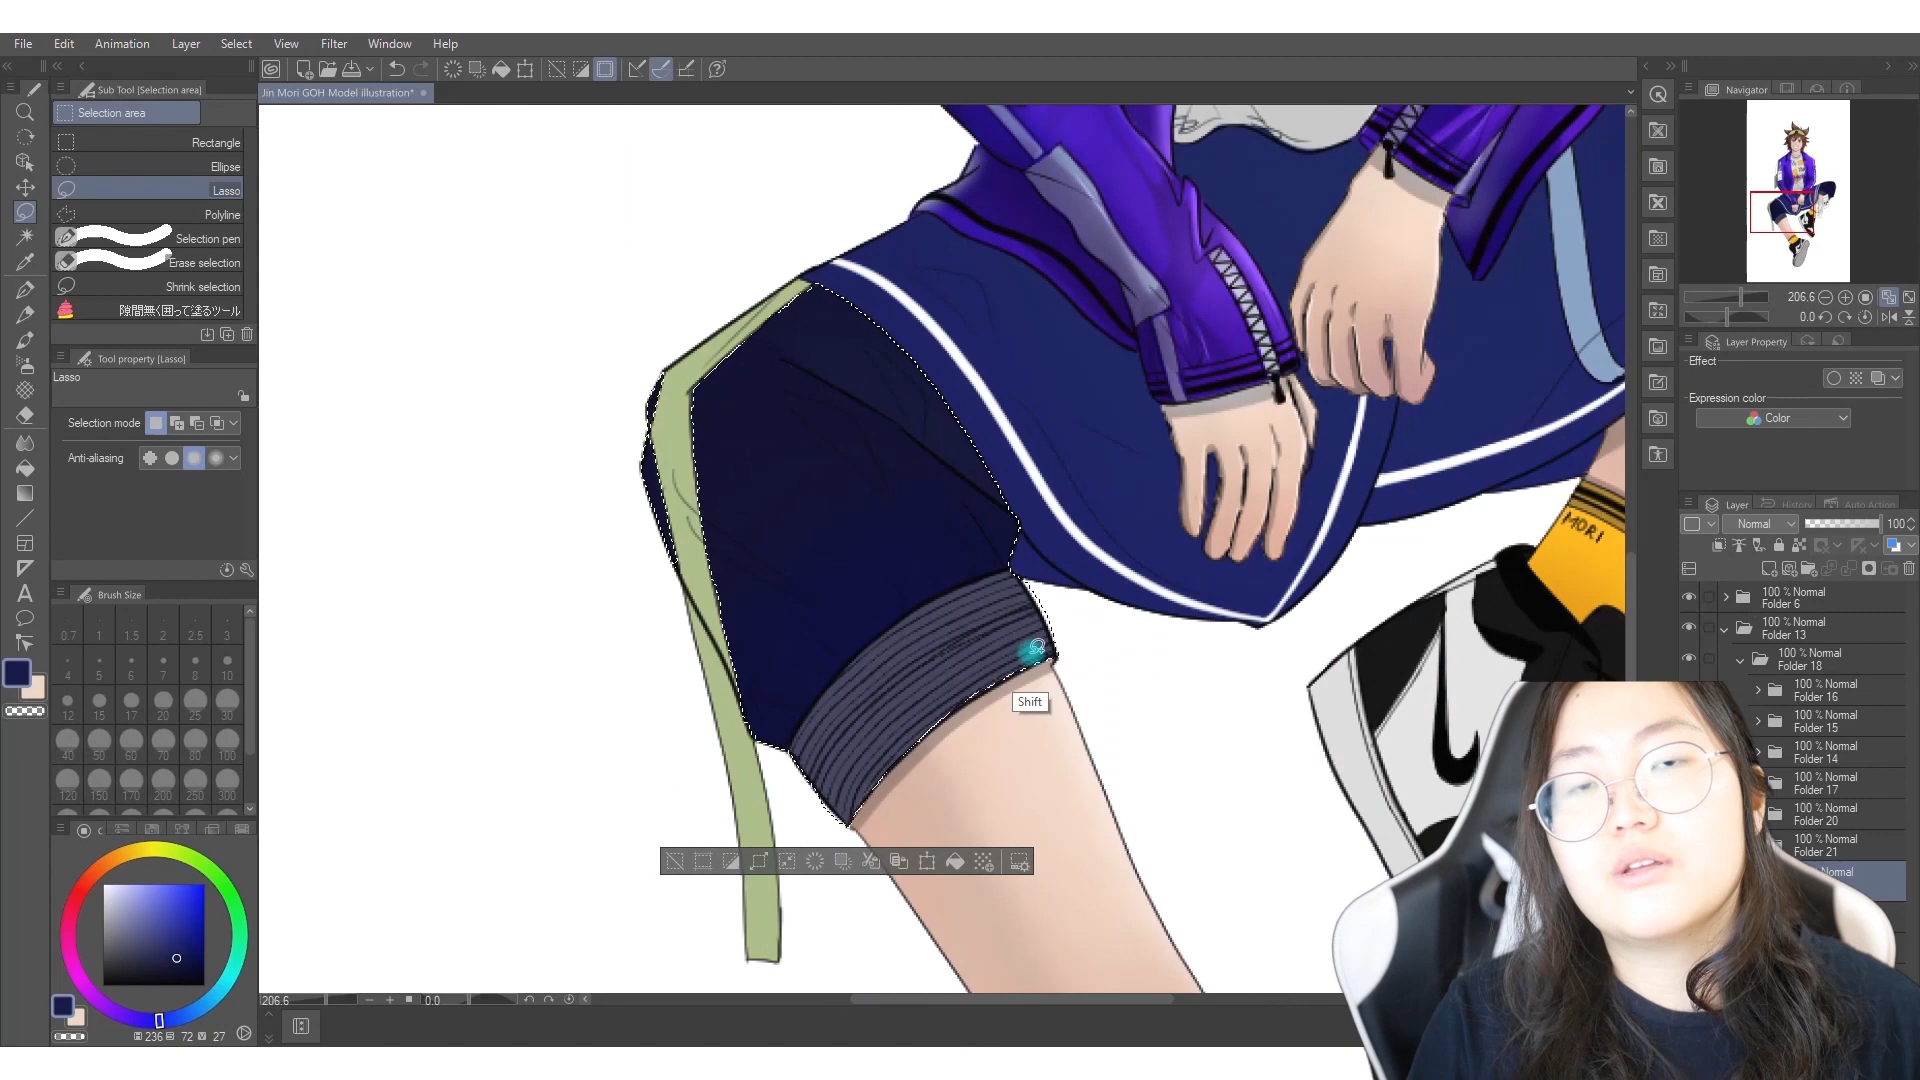 File Edit Animation Layer Select View Filter Window Help
Sub Tool [Selection area]
Jin Mori GOH Model illustration*
Selection area
Rectangle
Ellipse
Lasso
Polyline
Selection pen
Erase selection
Shrink selection
隙間無く囲って塗るツール
Tool property [Lasso]
Lasso
Selection mode
Anti-aliasing
Brush Size
0.7 1 1.5 2 2.5 3
4 5 6 7 8 10
12 15 17 20 25 30
40 50 60 70 80 100
120 150 170 200 250 300
H 236 S 72 V 27
MORI
Shift
206.6 0.0
Navigator
206.6
0.0
Layer Property
Effect
Expression color
Color
Layer History Auto Action
Normal 100
100 % Normal
Folder 6
100 % Normal
Folder 13
100 % Normal
Folder 18
100 % Normal
Folder 16
100 % Normal
Folder 15
100 % Normal
Folder 14
100 % Normal
Folder 17
100 % Normal
Folder 20
100 % Normal
Folder 21
Normal